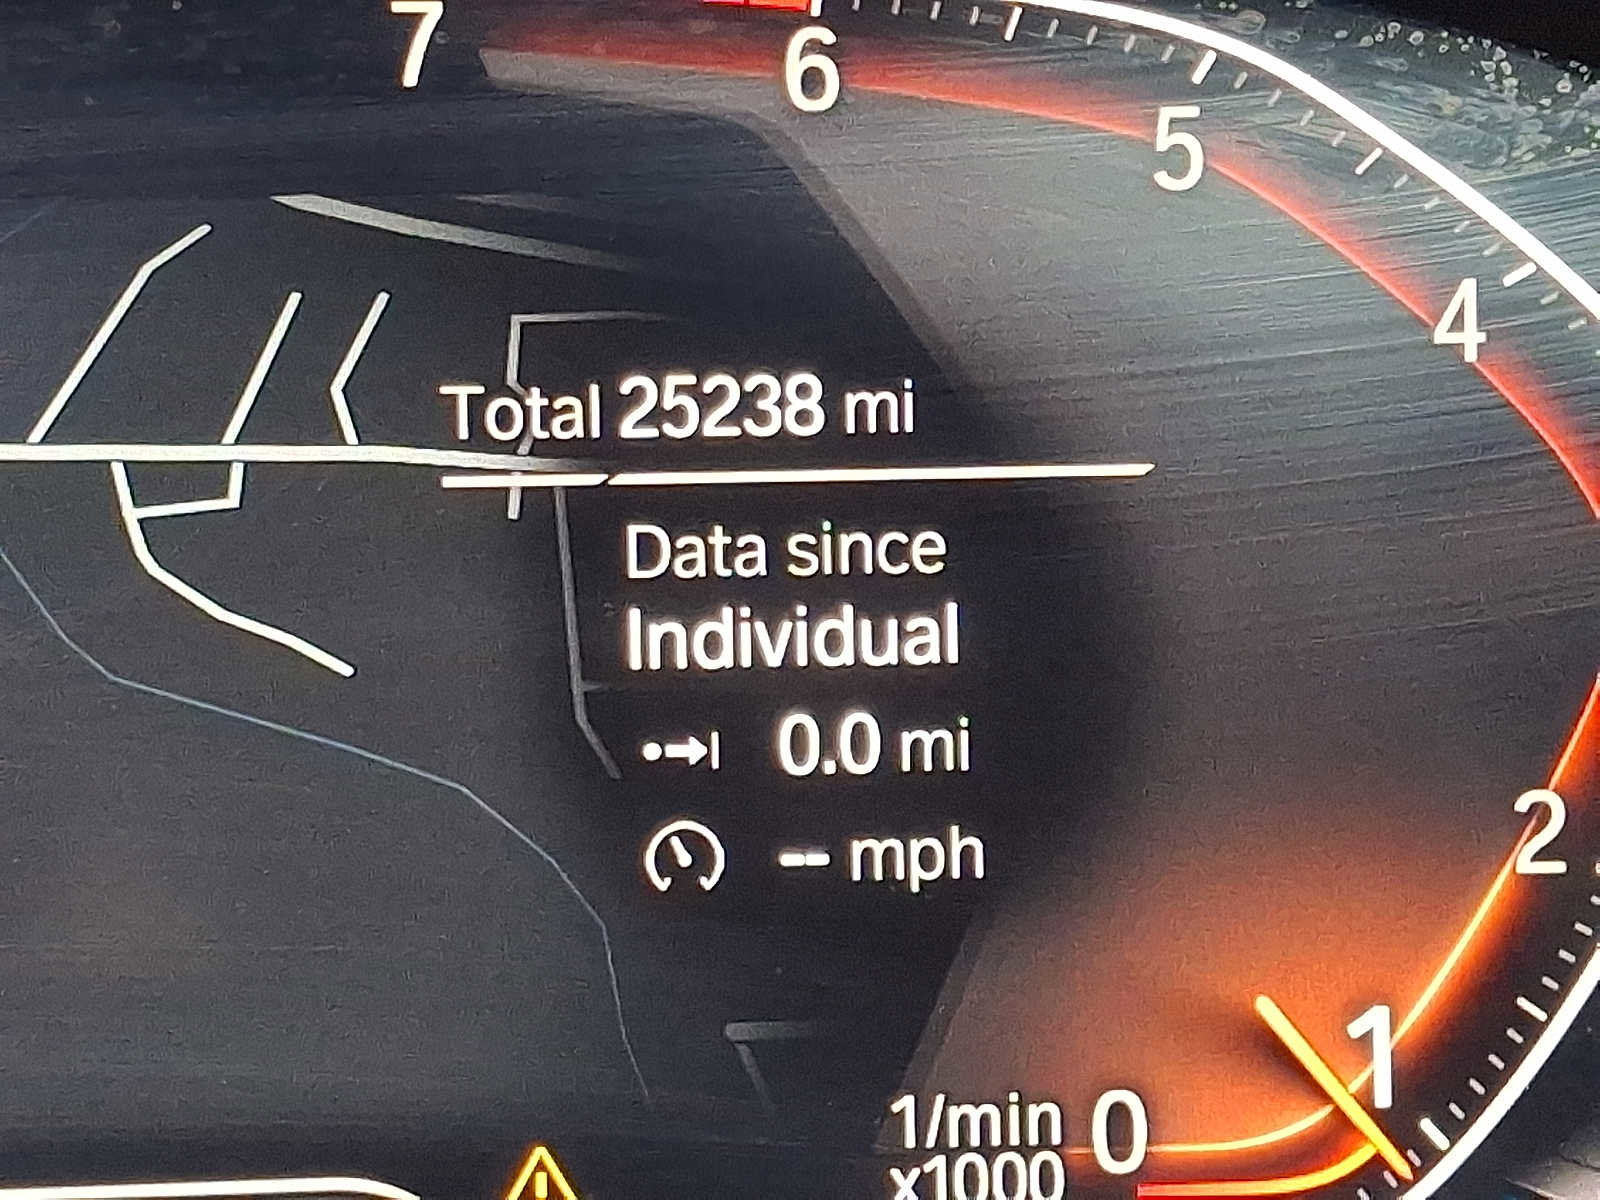 7
6
5
4
Total 25238 mi
Data since
Individual
0.0 mi
-- mph
2
1
1/min 0
x1000